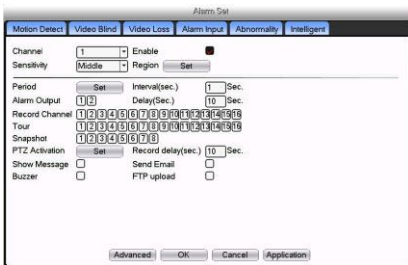 Alarm Set
Motion Detect Video Blind Video Loss Alarm Input Abnormality Intelligent
Channel 1 Enable
Sensitivity Middle Region Set
Period Set Interval(sec.) 1 Sec.
Alarm Output 1 2 Delay(Sec.) 10 Sec.
Record Channel 1 2 3 4 5 6 7 8 9 10 11 12 13 14 15 16
Tour 1 2 3 4 5 6 7 8 9 10 11 12 13 14 15 16
Snapshot 1 2 3 4 5 6 7 8
PTZ Activation Set Record delay(sec.) 10 Sec.
Show Message Send Email
Buzzer FTP upload
Advanced OK Cancel Application